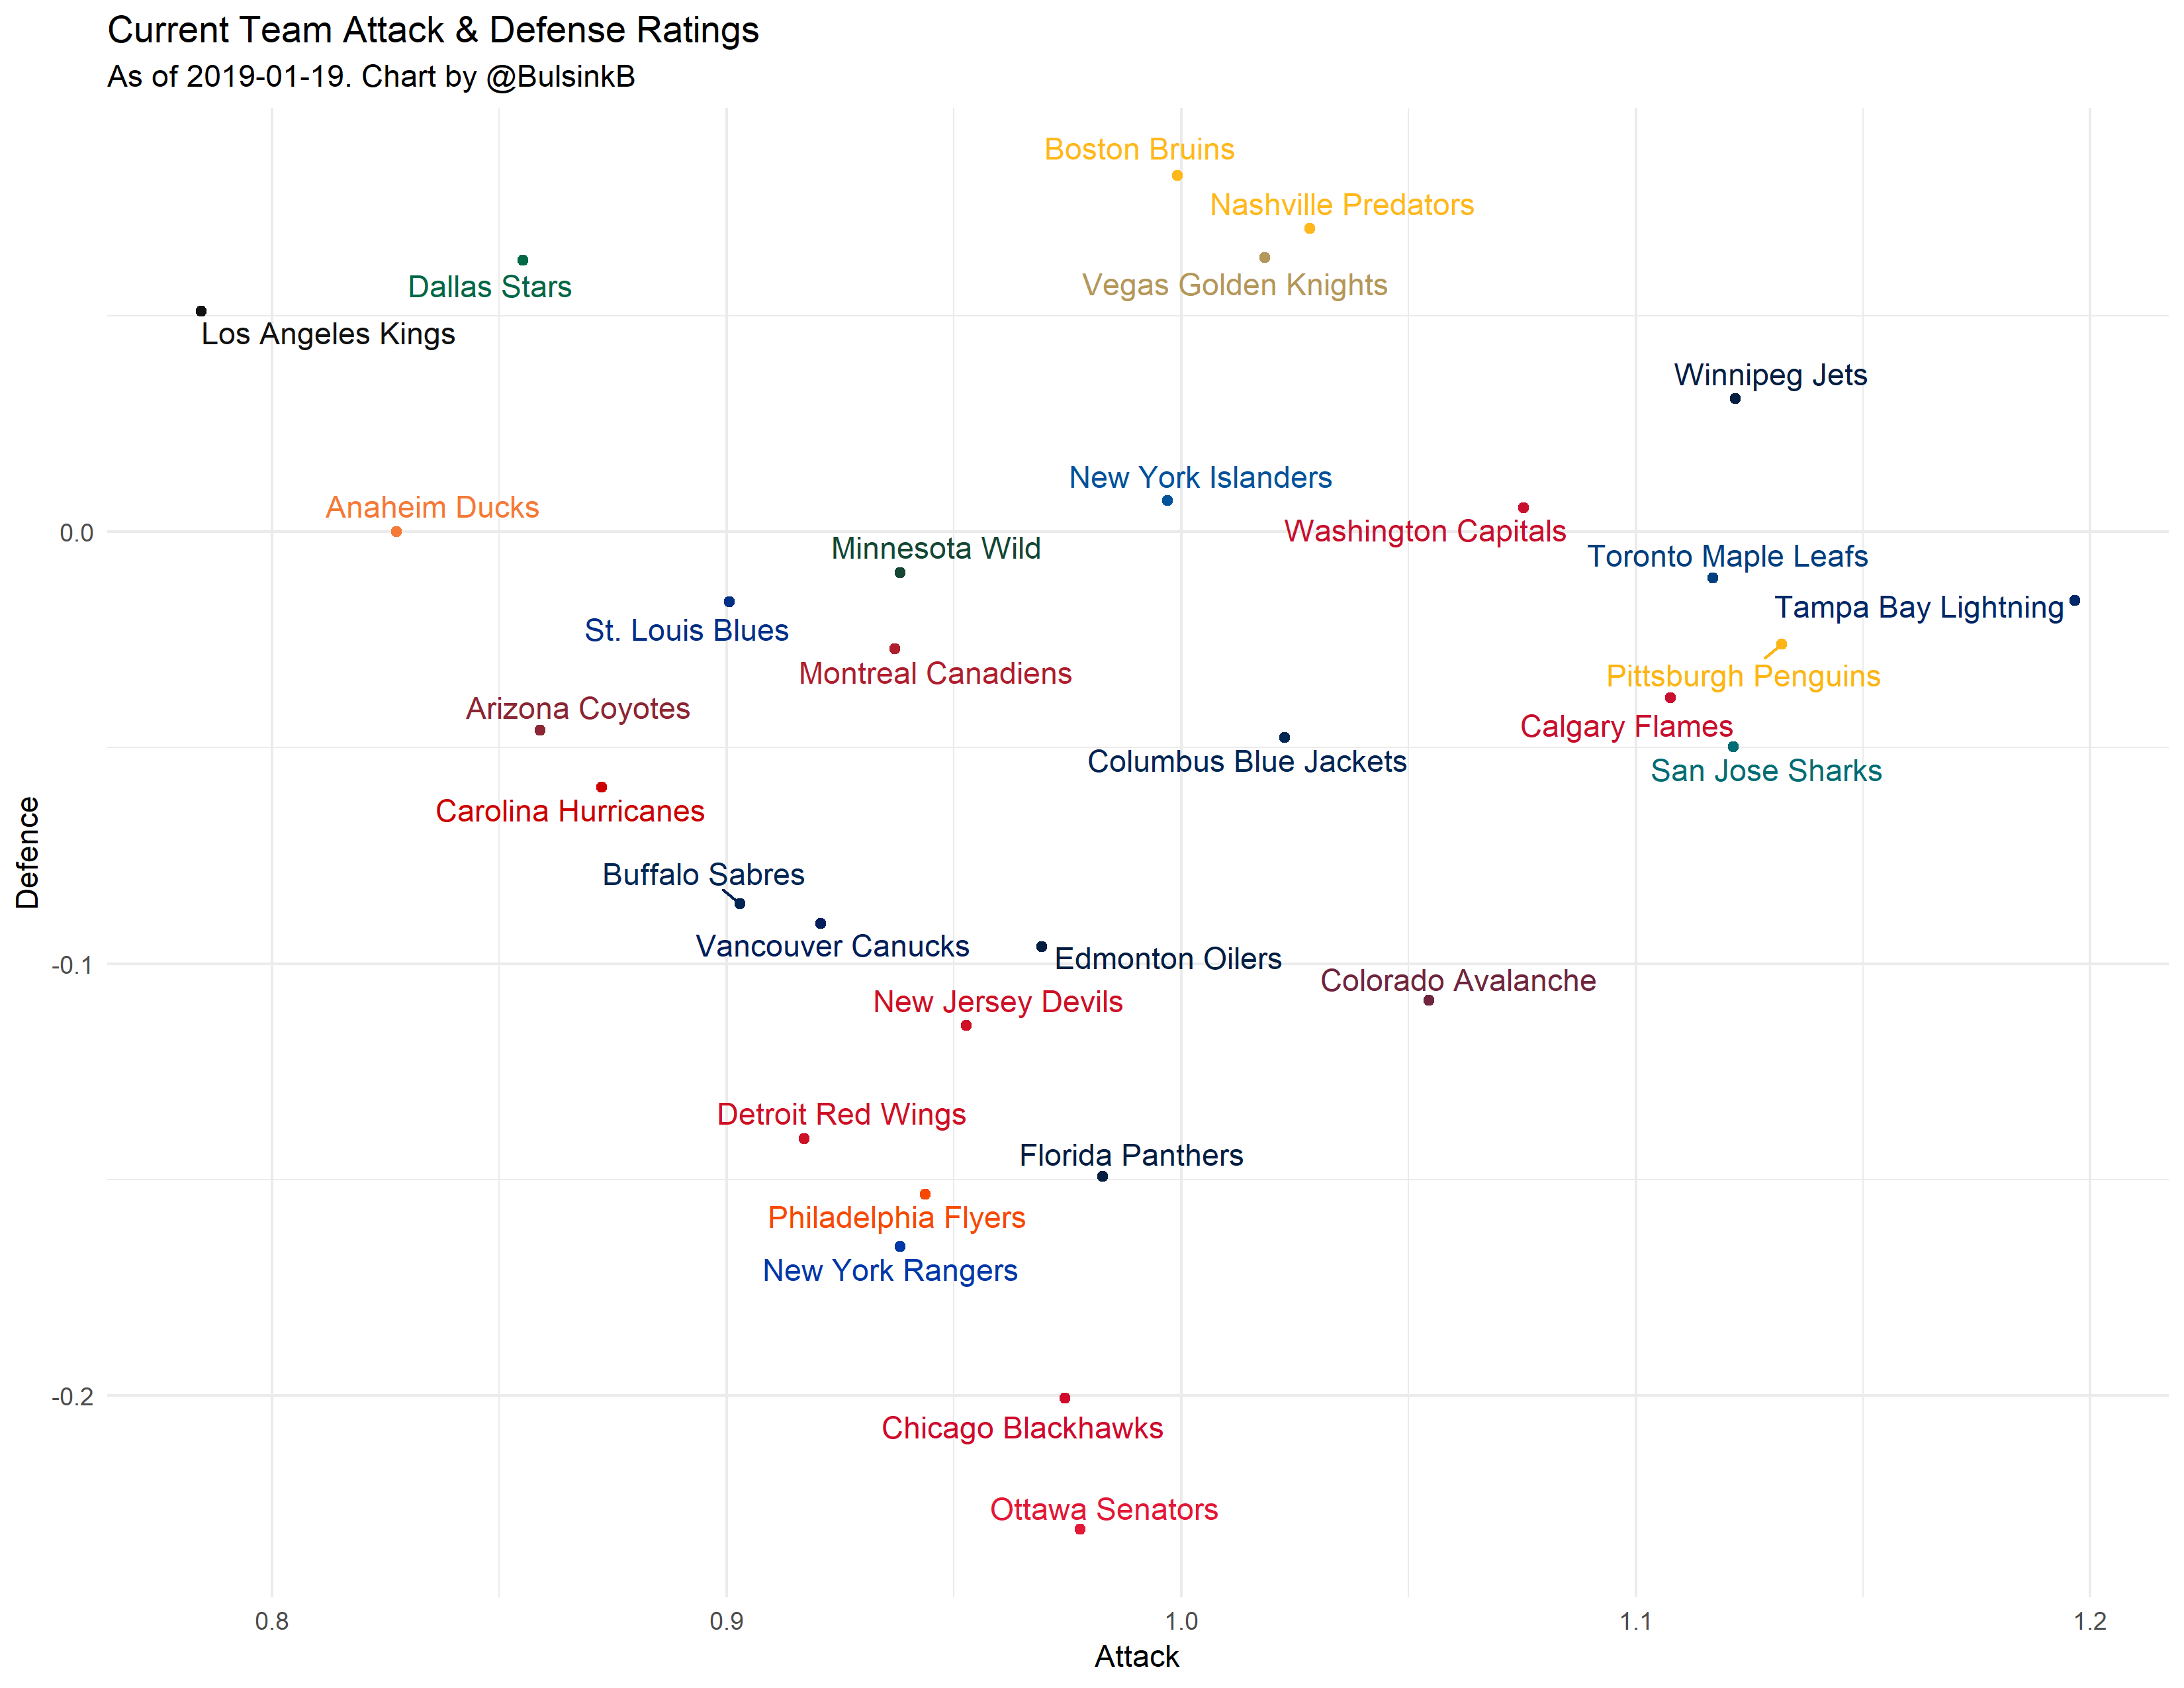 Current Team Attack & Defense Ratings
As of 2019-01-19. Chart by @BulsinkB
Boston Bruins
Nashville Predators
Vegas Golden Knights
Dallas Stars
Los Angeles Kings
Winnipeg Jets
New York Islanders
Anaheim Ducks
Washington Capitals
0.0
Minnesota Wild
Toronto Maple Leafs
Tampa Bay Lightning
St. Louis Blues
Montreal Canadiens
Pittsburgh Penguins
Arizona Coyotes
Calgary Flames
Columbus Blue Jackets
San Jose Sharks
Carolina Hurricanes
Defence
Buffalo Sabres
Vancouver Canucks
Edmonton Oilers
-0.1
Colorado Avalanche
New Jersey Devils
Detroit Red Wings
Florida Panthers
Philadelphia Flyers
New York Rangers
-0.2
Chicago Blackhawks
Ottawa Senators
0.8
0.9
1.0
1.1
1.2
Attack